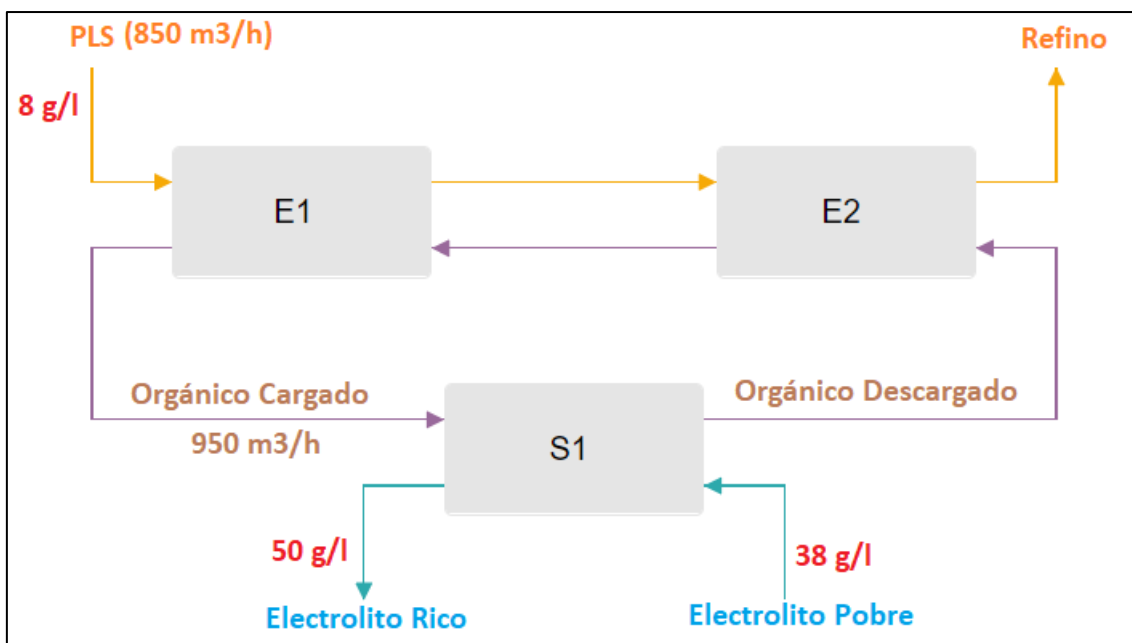 PLS (850 m3/h)
Refino
8 g/l
E1
E2
Orgánico Cargado
950 m3/h
Orgánico Descargado
S1
50 g/l
38 g/l
Electrolito Rico
Electrolito Pobre